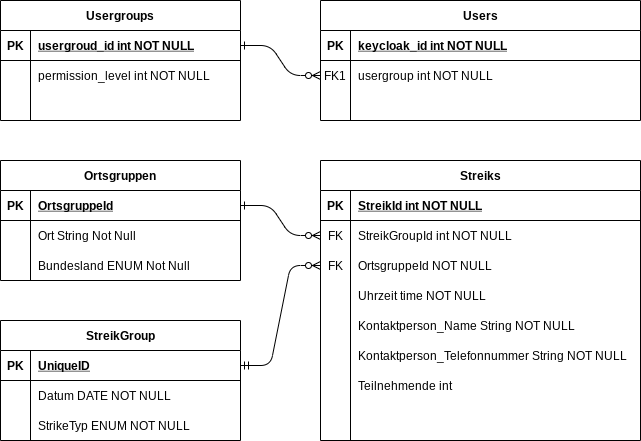 Usergroups
PK usergroud_id int NOT NULL
permission_level int NOT NULL
Users
PK keycloak_id int NOT NULL
FK1 usergroup int NOT NULL
Ortsgruppen
PK OrtsgruppeId
Ort String Not Null
Bundesland ENUM Not Null
Streiks
PK StreikId int NOT NULL
FK StreikGroupId int NOT NULL
FK OrtsgruppeId NOT NULL
Uhrzeit time NOT NULL
Kontaktperson_Name String NOT NULL
Kontaktperson_Telefonnummer String NOT NULL
Teilnehmende int
StreikGroup
PK UniqueID
Datum DATE NOT NULL
StrikeTyp ENUM NOT NULL